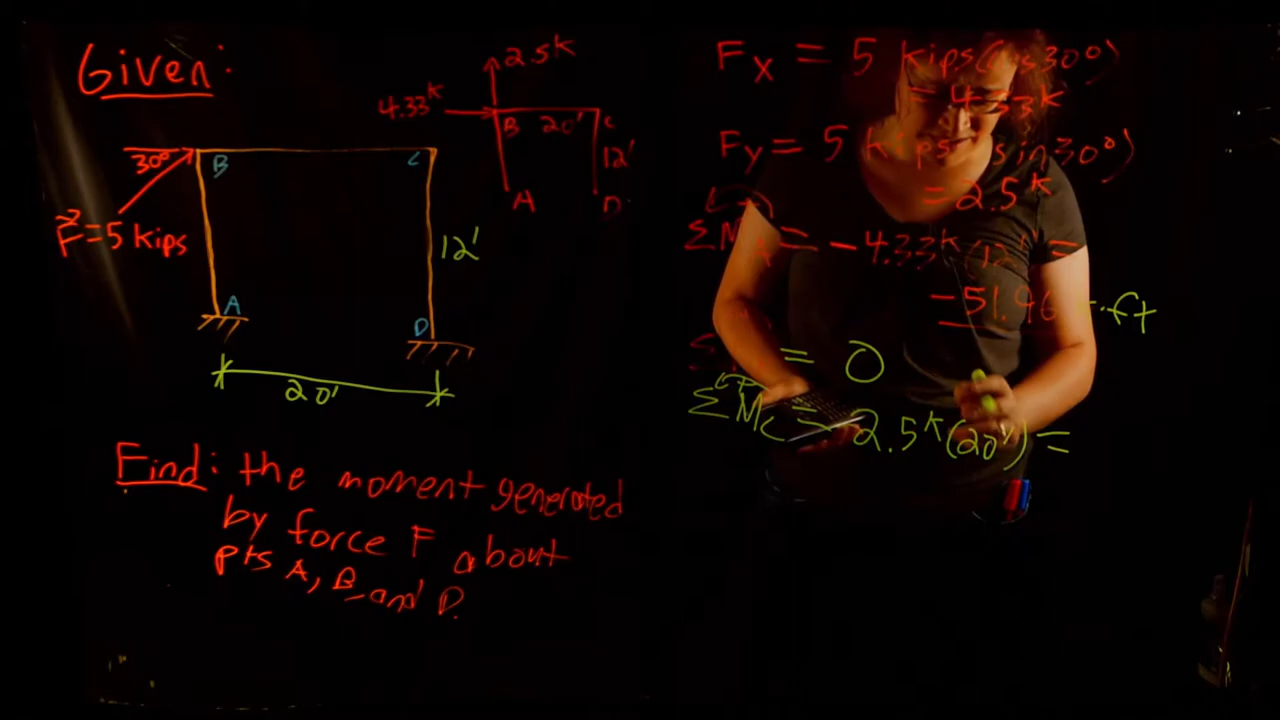 Given:
2.5k
4.33k
B 20' C
12'
A D
30°
B C
F=5 kips
12'
A D
20'
Find: the moment generated
by force F about
pts A, B, and D.
Fx = 5 kips(cos30°)
= 4.33k
Fy = 5 kips (sin30°)
= 2.5k
ΣMA = -4.33k(12') =
-51.96 -ft
= 0
ΣMC = 2.5k(20') =